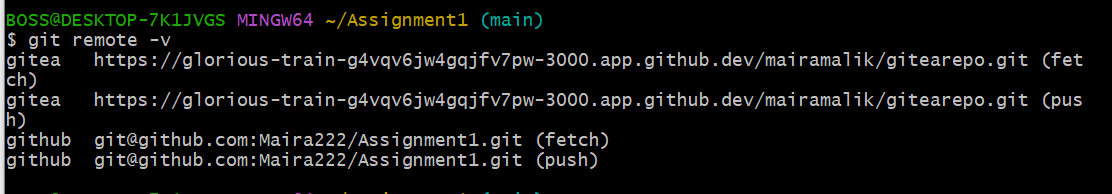 BOSS@DESKTOP-7K1JVGS MINGW64 ~/Assignment1 (main)
$ git remote -v
gitea   https://glorious-train-g4vqv6jw4gqjfv7pw-3000.app.github.dev/mairamalik/gitearepo.git (fet
ch)
gitea   https://glorious-train-g4vqv6jw4gqjfv7pw-3000.app.github.dev/mairamalik/gitearepo.git (pus
h)
github  git@github.com:Maira222/Assignment1.git (fetch)
github  git@github.com:Maira222/Assignment1.git (push)